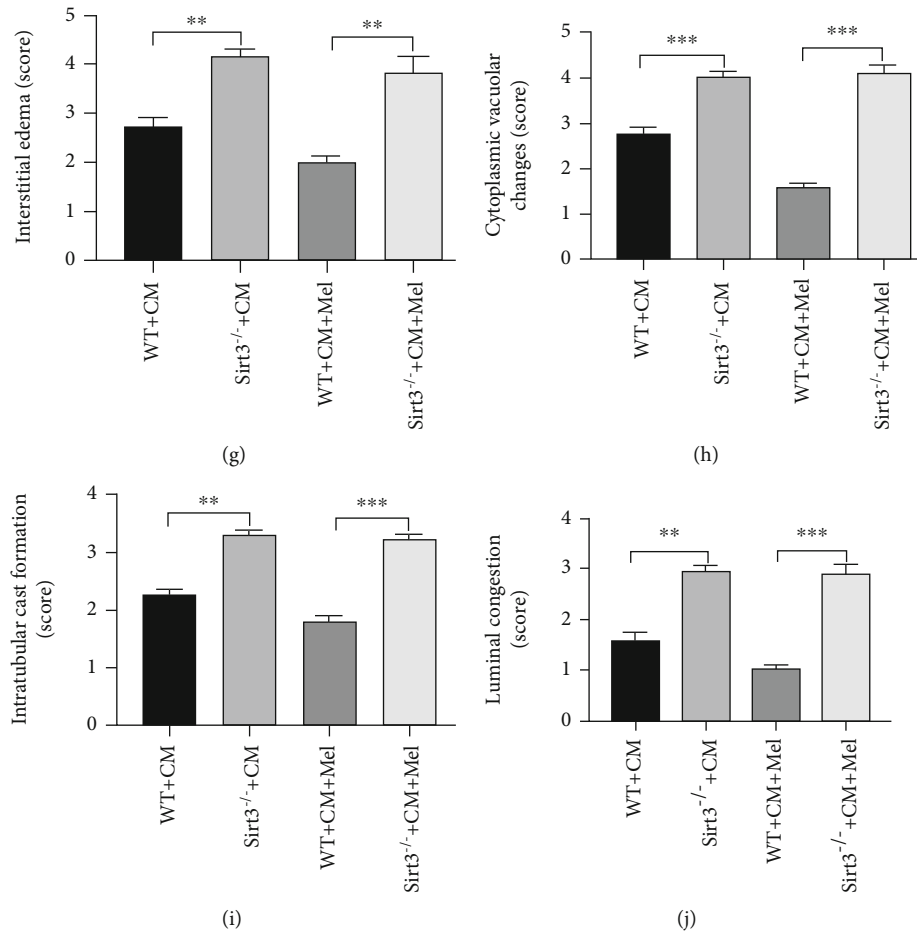 Interstitial edema (score)
5
4
3
2
1
0
**
**
WT+CM
Sirt3-/-+CM
WT+CM+Mel
Sirt3-/-+CM+Mel
(g)
Cytoplasmic vacuolar
changes (score)
5
4
3
2
1
0
***
***
WT+CM
Sirt3-/-+CM
WT+CM+Mel
Sirt3-/-+CM+Mel
(h)
Intratubular cast formation
(score)
4
3
2
1
0
**
***
WT+CM
Sirt3-/-+CM
WT+CM+Mel
Sirt3-/-+CM+Mel
(i)
Luminal congestion
(score)
4
3
2
1
0
**
***
WT+CM
Sirt3-/-+CM
WT+CM+Mel
Sirt3-/-+CM+Mel
(j)